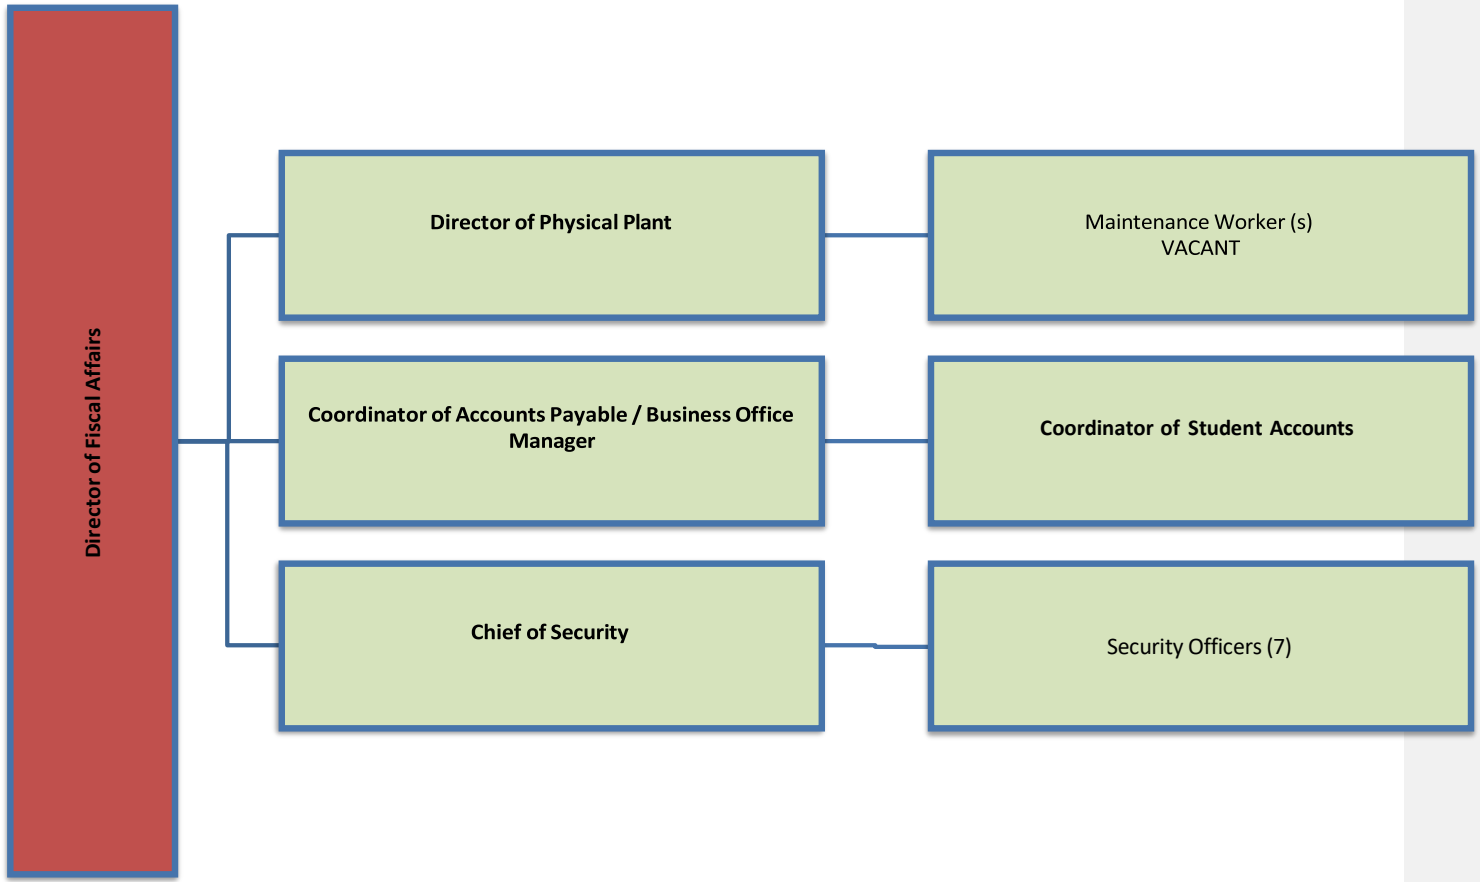 Director of Fiscal Affairs
Director of Physical Plant
Maintenance Worker (s)
VACANT
Coordinator of Accounts Payable / Business Office
Manager
Coordinator of Student Accounts
Chief of Security
Security Officers (7)